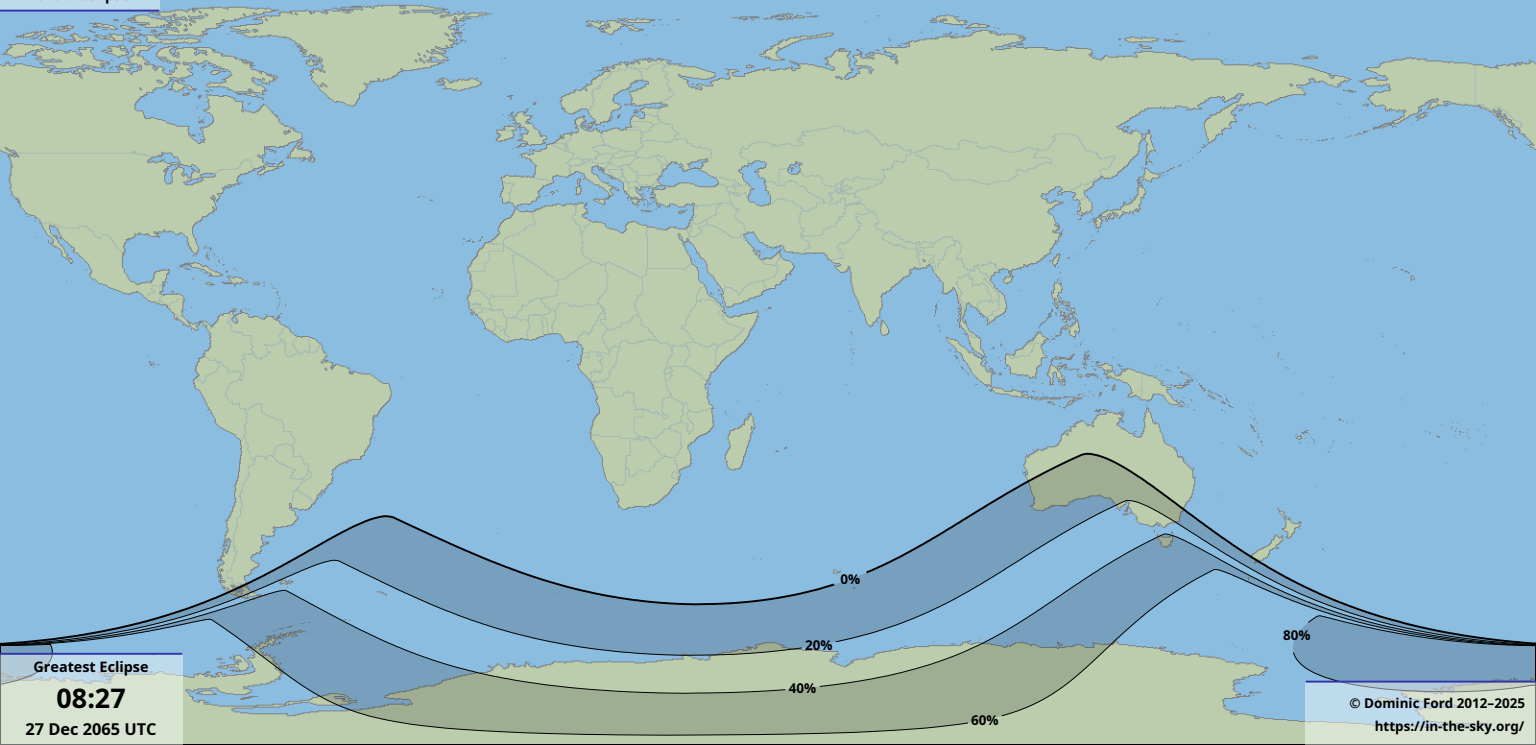 0%
20%
80%
Greatest Eclipse
08:27
27 Dec 2065 UTC
40%
60%
© Dominic Ford 2012–2025
https://in-the-sky.org/